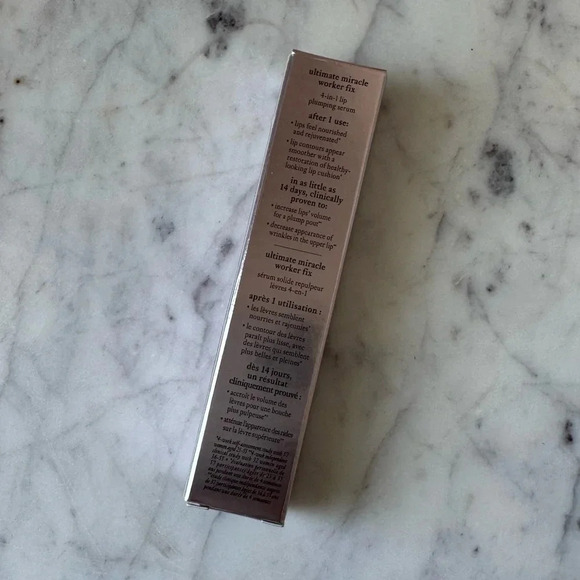 ultimate miracle
worker fix
4-in-1 lip
plumping serum
after 1 use:
• lips feel nourished
and rejuvenated*
• lip contours appear
smoother with a
restoration of healthy-
looking lip cushion*
in as little as
14 days, clinically
proven to:
• increase lips' volume
for a plump pout**
• decrease appearance of
wrinkles in the upper lip**
ultimate miracle
worker fix
sérum solide repulpeur
lèvres 4-en-1
après 1 utilisation :
• les lèvres semblent
nourries et rajeunies*
• le contour des lèvres
paraît plus lisse, avec
des lèvres qui semblent
plus belles et pleines*
dès 14 jours,
un résultat
cliniquement prouvé :
• accroît le volume des
lèvres pour une bouche
plus pulpeuse**
• atténue l'apparence des rides
sur la lèvre supérieure**